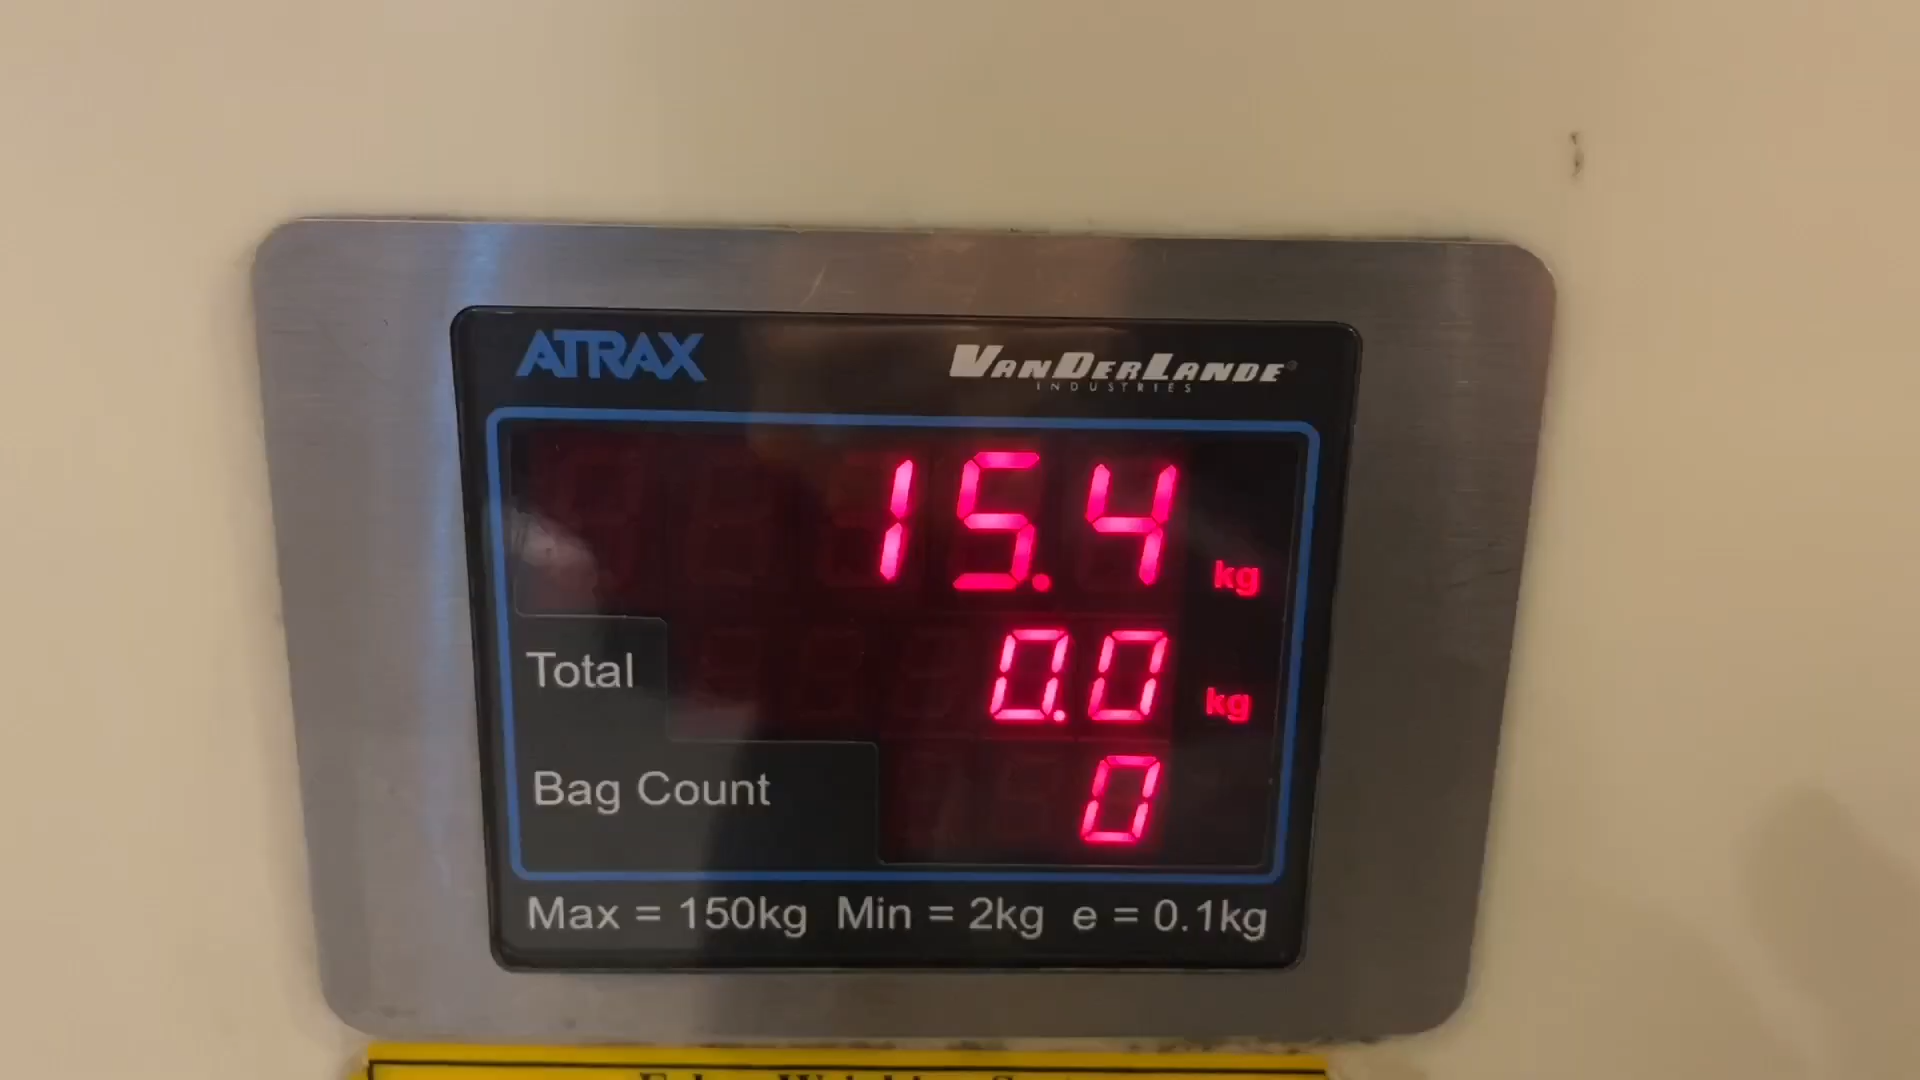 ATRAX
VANDERLANDE®
INDUSTRIES
15.4 kg
Total 0.0 kg
Bag Count 0
Max = 150kg Min = 2kg e = 0.1kg